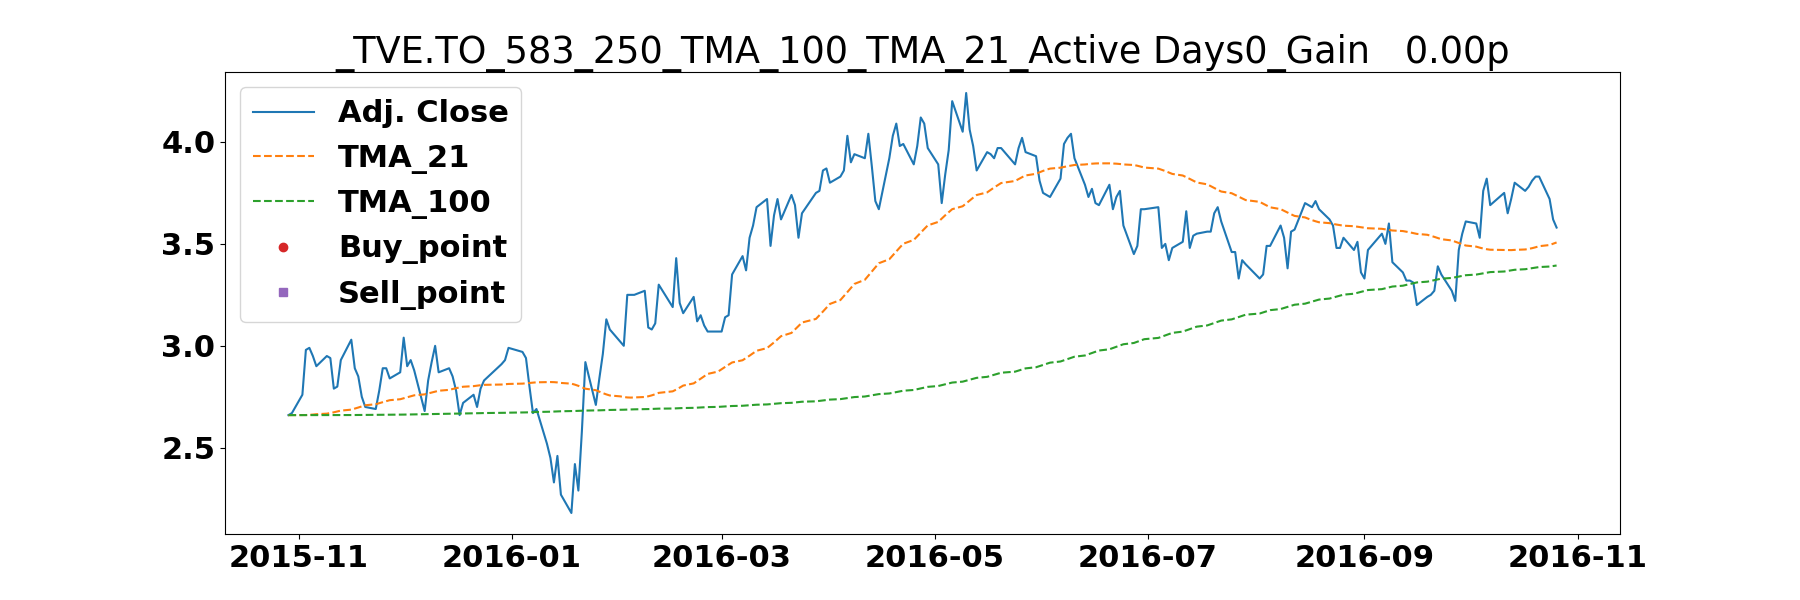 _TVE.TO_583_250_TMA_100_TMA_21_Active Days0_Gain   0.00p
Adj. Close
TMA_21
TMA_100
Buy_point
Sell_point
4.0
3.5
3.0
2.5
2015-11 2016-01 2016-03 2016-05 2016-07 2016-09 2016-11